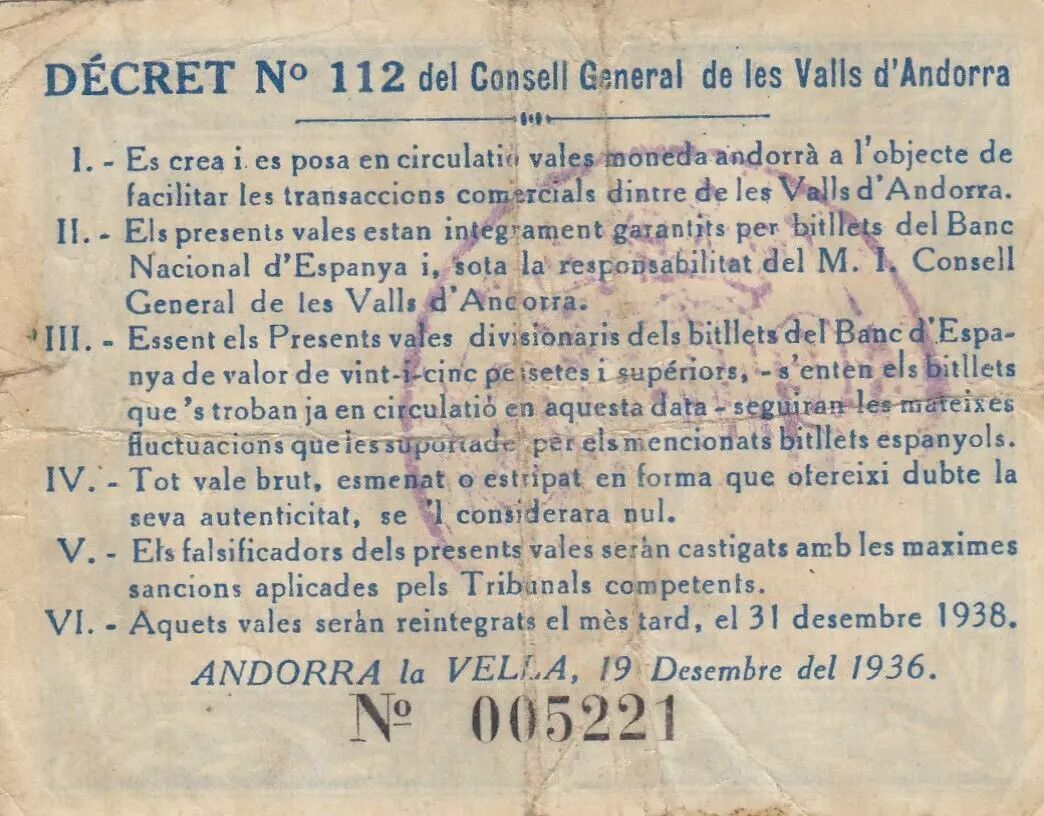 DÉCRET Nº 112 del Consell General de les Valls d'Andorra
I. - Es crea i es posa en circulatió vales moneda andorrà a l'objecte de
facilitar les transaccions comercials dintre de les Valls d'Andorra.
II. - Els presents vales estan integrament garantits per bitllets del Banc
Nacional d'Espanya i, sota la responsabilitat del M. I. Consell
General de les Valls d'Andorra.
III. - Essent els Presents vales divisionaris dels bitllets del Banc d'Espa-
nya de valor de vint-i-cinc pessetes i supériors, - s'enten els bitllets
que 's troban ja en circulatió en aquesta data - seguiran les mateixes
fluctuacions que les suportade per els mencionats bitllets espanyols.
IV. - Tot vale brut, esmenat o estripat en forma que ofereixi dubte la
seva autenticitat, se 'l considerara nul.
V. - Els falsificadors dels presents vales seràn castigats amb les maximes
sancions aplicades pels Tribunals competents.
VI. - Aquets vales seràn reintegrats el mès tard, el 31 desembre 1938.
ANDORRA la VELLA, 19 Desembre del 1936.
Nº 005221